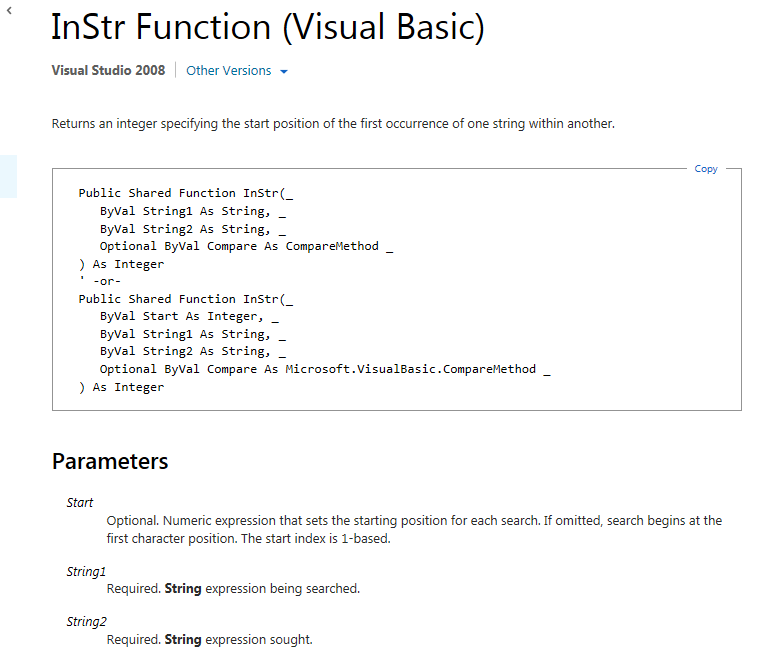 InStr Function (Visual Basic)
Visual Studio 2008 Other Versions
Returns an integer specifying the start position of the first occurrence of one string within another.
Copy
Public Shared Function InStr(_
ByVal String1 As String, _
ByVal String2 As String, _
Optional ByVal Compare As CompareMethod _
) As Integer
' -or-
Public Shared Function InStr(_
ByVal Start As Integer, _
ByVal String1 As String, _
ByVal String2 As String, _
Optional ByVal Compare As Microsoft.VisualBasic.CompareMethod _
) As Integer
Parameters
Start
Optional. Numeric expression that sets the starting position for each search. If omitted, search begins at the
first character position. The start index is 1-based.
String1
Required. String expression being searched.
String2
Required. String expression sought.